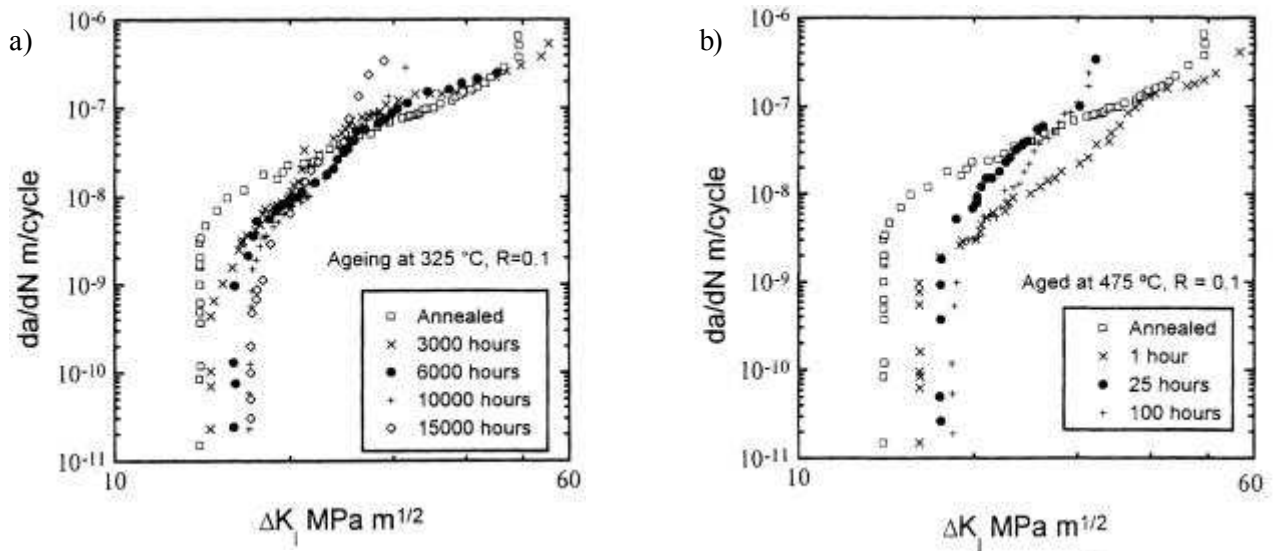 a)
da/dN m/cycle
10⁻⁶
10⁻⁷
10⁻⁸
10⁻⁹
10⁻¹⁰
10⁻¹¹
10
60
ΔK_I MPa m^{1/2}
Ageing at 325 °C, R=0.1
Annealed
3000 hours
6000 hours
10000 hours
15000 hours
b)
da/dN m/cycle
10⁻⁶
10⁻⁷
10⁻⁸
10⁻⁹
10⁻¹⁰
10⁻¹¹
10
60
ΔK_I MPa m^{1/2}
Aged at 475 ºC, R = 0.1
Annealed
1 hour
25 hours
100 hours